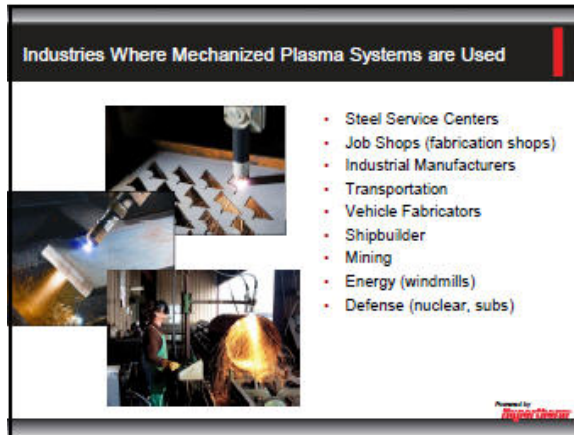 Industries Where Mechanized Plasma Systems are Used
• Steel Service Centers
• Job Shops (fabrication shops)
• Industrial Manufacturers
• Transportation
• Vehicle Fabricators
• Shipbuilder
• Mining
• Energy (windmills)
• Defense (nuclear, subs)
Powered by
Hypertherm